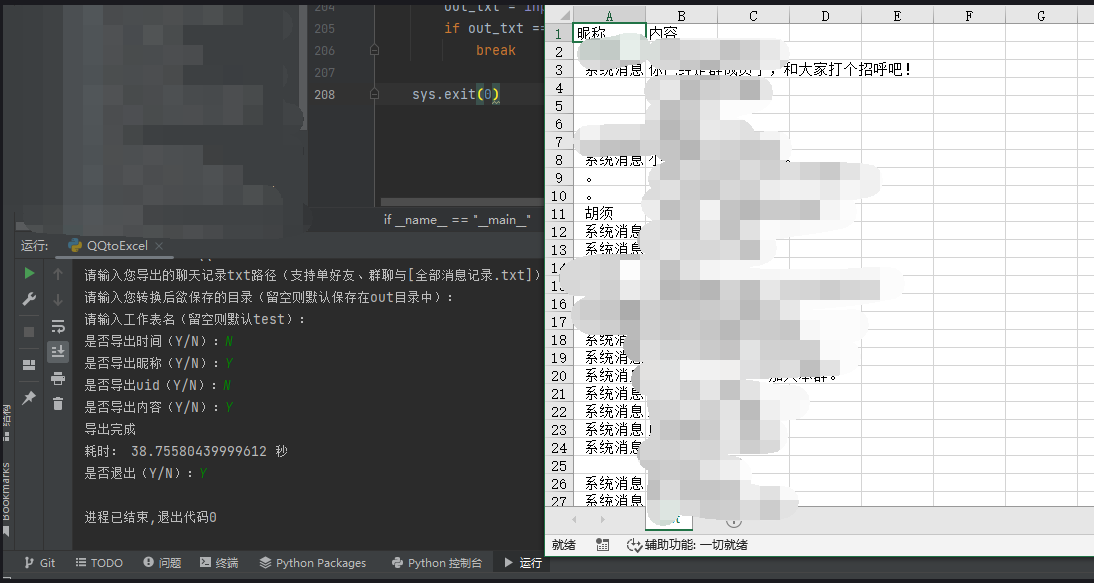 204 out_txt = inp
205 if out_txt ==
206 break
207
208 sys.exit(0)
if __name__ == "__main__"
运行: QQtoExcel
请输入您导出的聊天记录txt路径（支持单好友、群聊与[全部消息记录.txt]）
请输入您转换后欲保存的目录（留空则默认保存在out目录中）：
请输入工作表名（留空则默认test）：
是否导出时间（Y/N）：N
是否导出昵称（Y/N）：Y
是否导出uid（Y/N）：N
是否导出内容（Y/N）：Y
导出完成
耗时： 38.75580439999612 秒
是否退出（Y/N）：Y
进程已结束,退出代码0
结构
Bookmarks
Git TODO 问题 终端 Python Packages Python 控制台 运行
A B C D E F G
1 昵称 内容
2
3 系统消息 和大家打个招呼吧！
4
5
6
7
8 系统消息 。
9 。
10 。
11 胡须
12 系统消息
13 系统消息
14
15
16
17
18 系统消息
19 系统消息
20 系统消息 加入本群。
21 系统消息
22 系统消息
23 系统消息
24 系统消息
25
26 系统消息
27 系统消息
就绪 辅助功能: 一切就绪